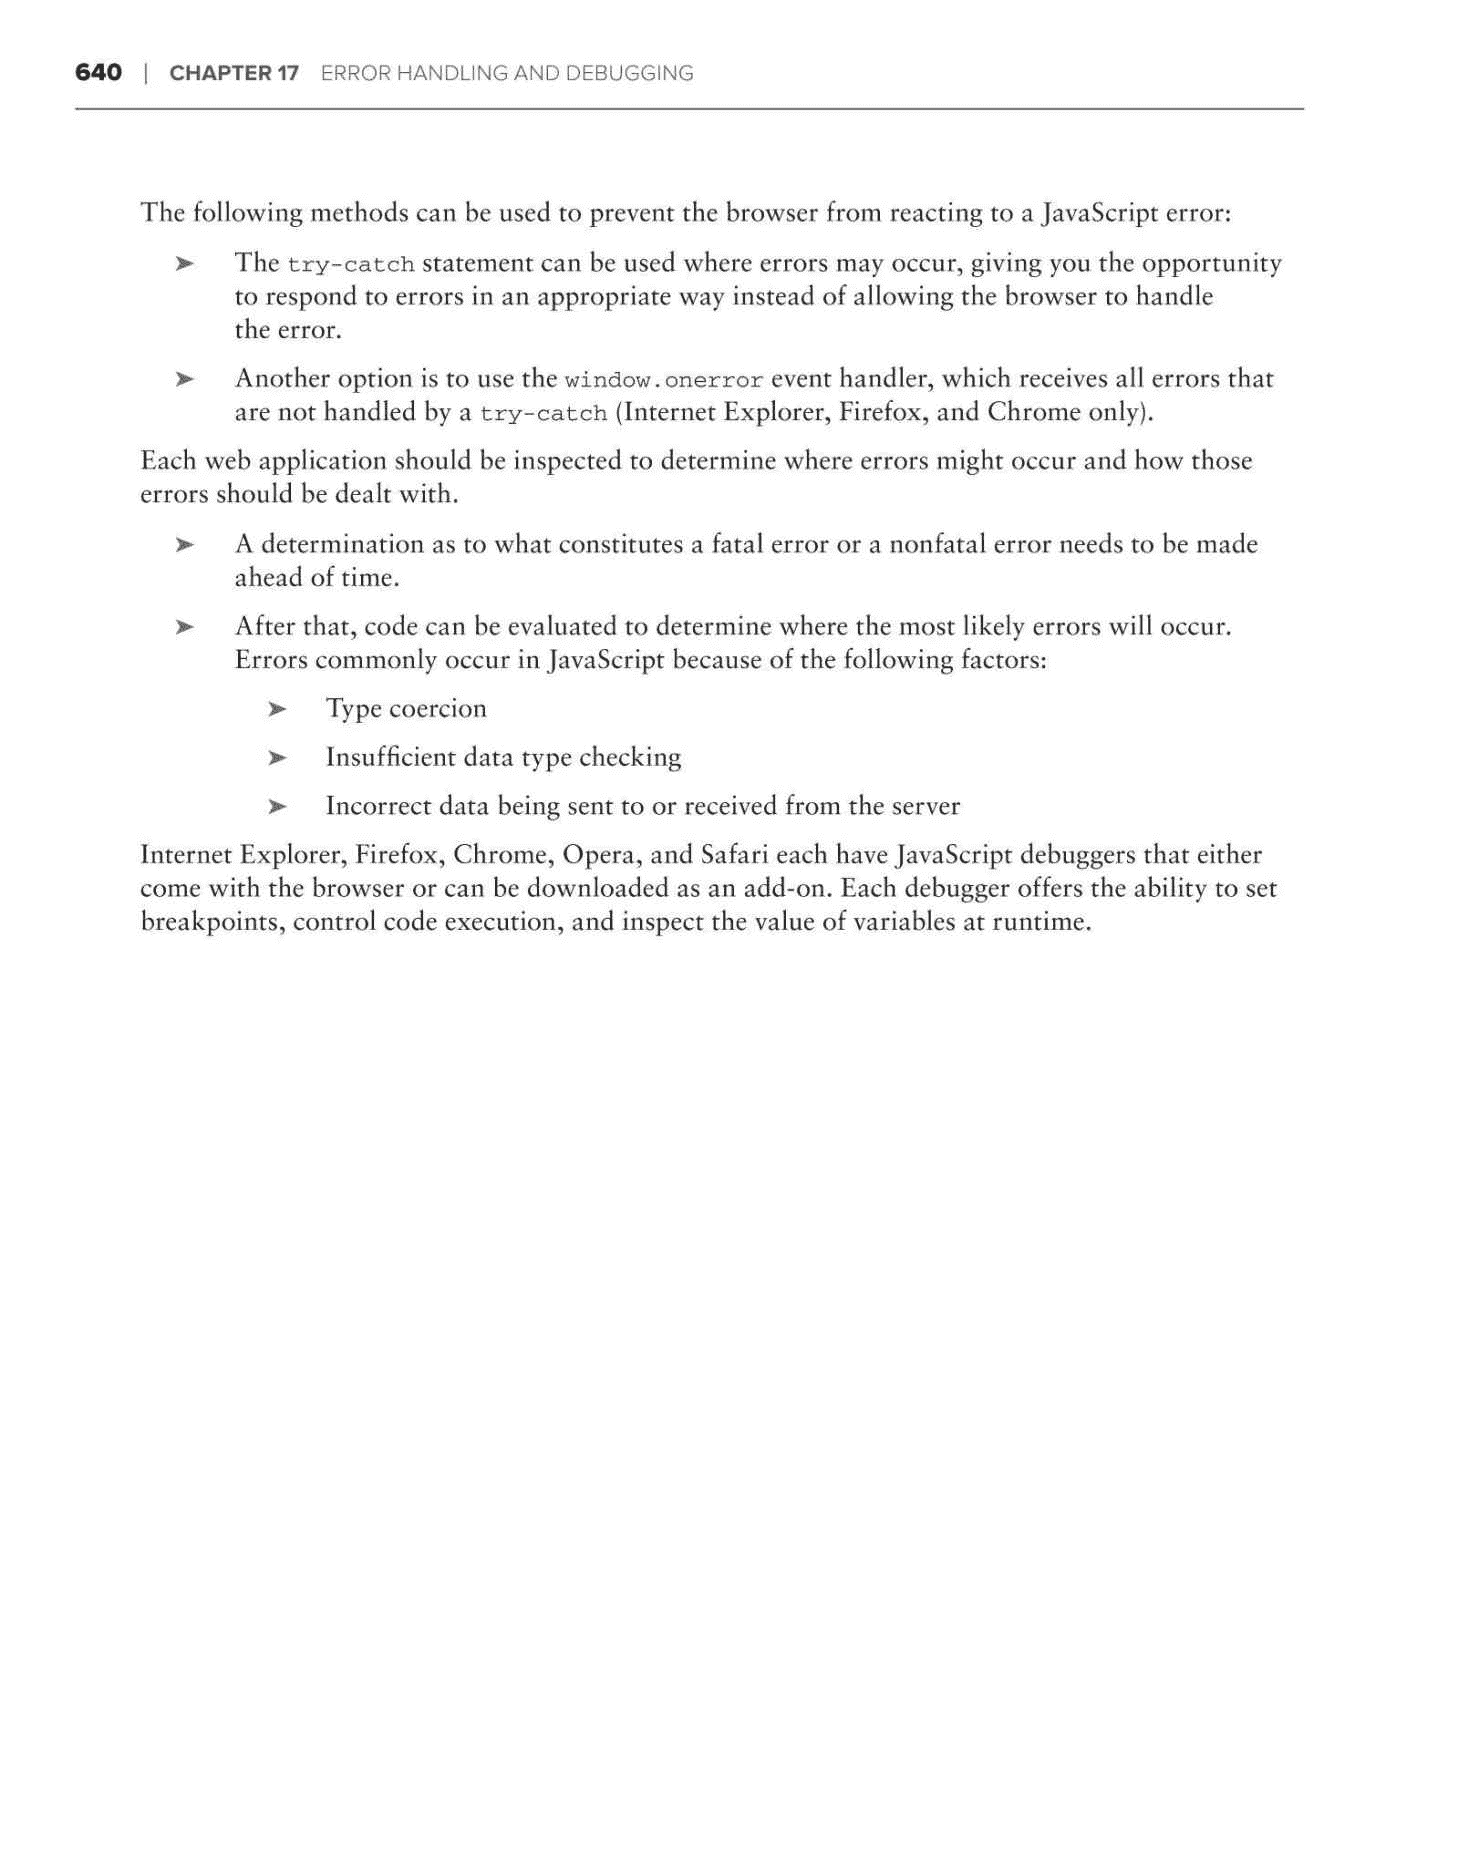 640 | CHAPTER 17 ERROR HANDLING AND DEBUGGING
The following methods can be used to prevent the browser from reacting to a JavaScript error:
➤ The try-catch statement can be used where errors may occur, giving you the opportunity
to respond to errors in an appropriate way instead of allowing the browser to handle
the error.
➤ Another option is to use the window.onerror event handler, which receives all errors that
are not handled by a try-catch (Internet Explorer, Firefox, and Chrome only).
Each web application should be inspected to determine where errors might occur and how those
errors should be dealt with.
➤ A determination as to what constitutes a fatal error or a nonfatal error needs to be made
ahead of time.
➤ After that, code can be evaluated to determine where the most likely errors will occur.
Errors commonly occur in JavaScript because of the following factors:
➤ Type coercion
➤ Insufficient data type checking
➤ Incorrect data being sent to or received from the server
Internet Explorer, Firefox, Chrome, Opera, and Safari each have JavaScript debuggers that either
come with the browser or can be downloaded as an add-on. Each debugger offers the ability to set
breakpoints, control code execution, and inspect the value of variables at runtime.